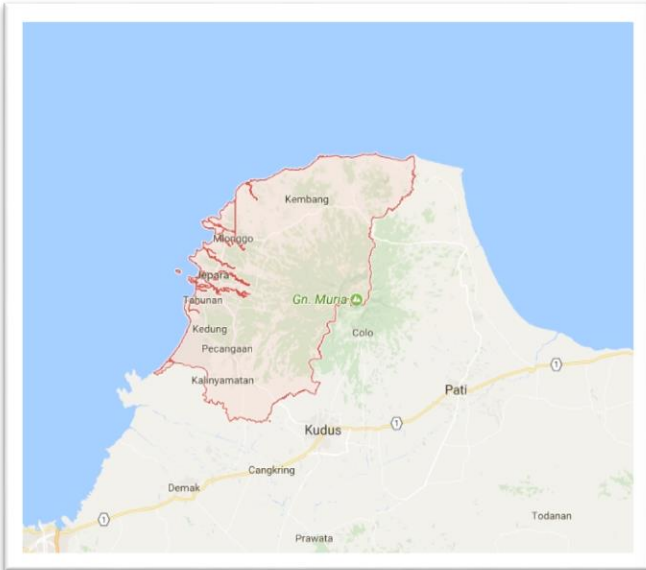 Kembang
Mlonggo
Jepara
Gn. Muria
Tahunan
Kedung
Colo
Pecangaan
1
Kalinyamatan
Pati
1
Kudus
Cangkring
Demak
1
Todanan
Prawata